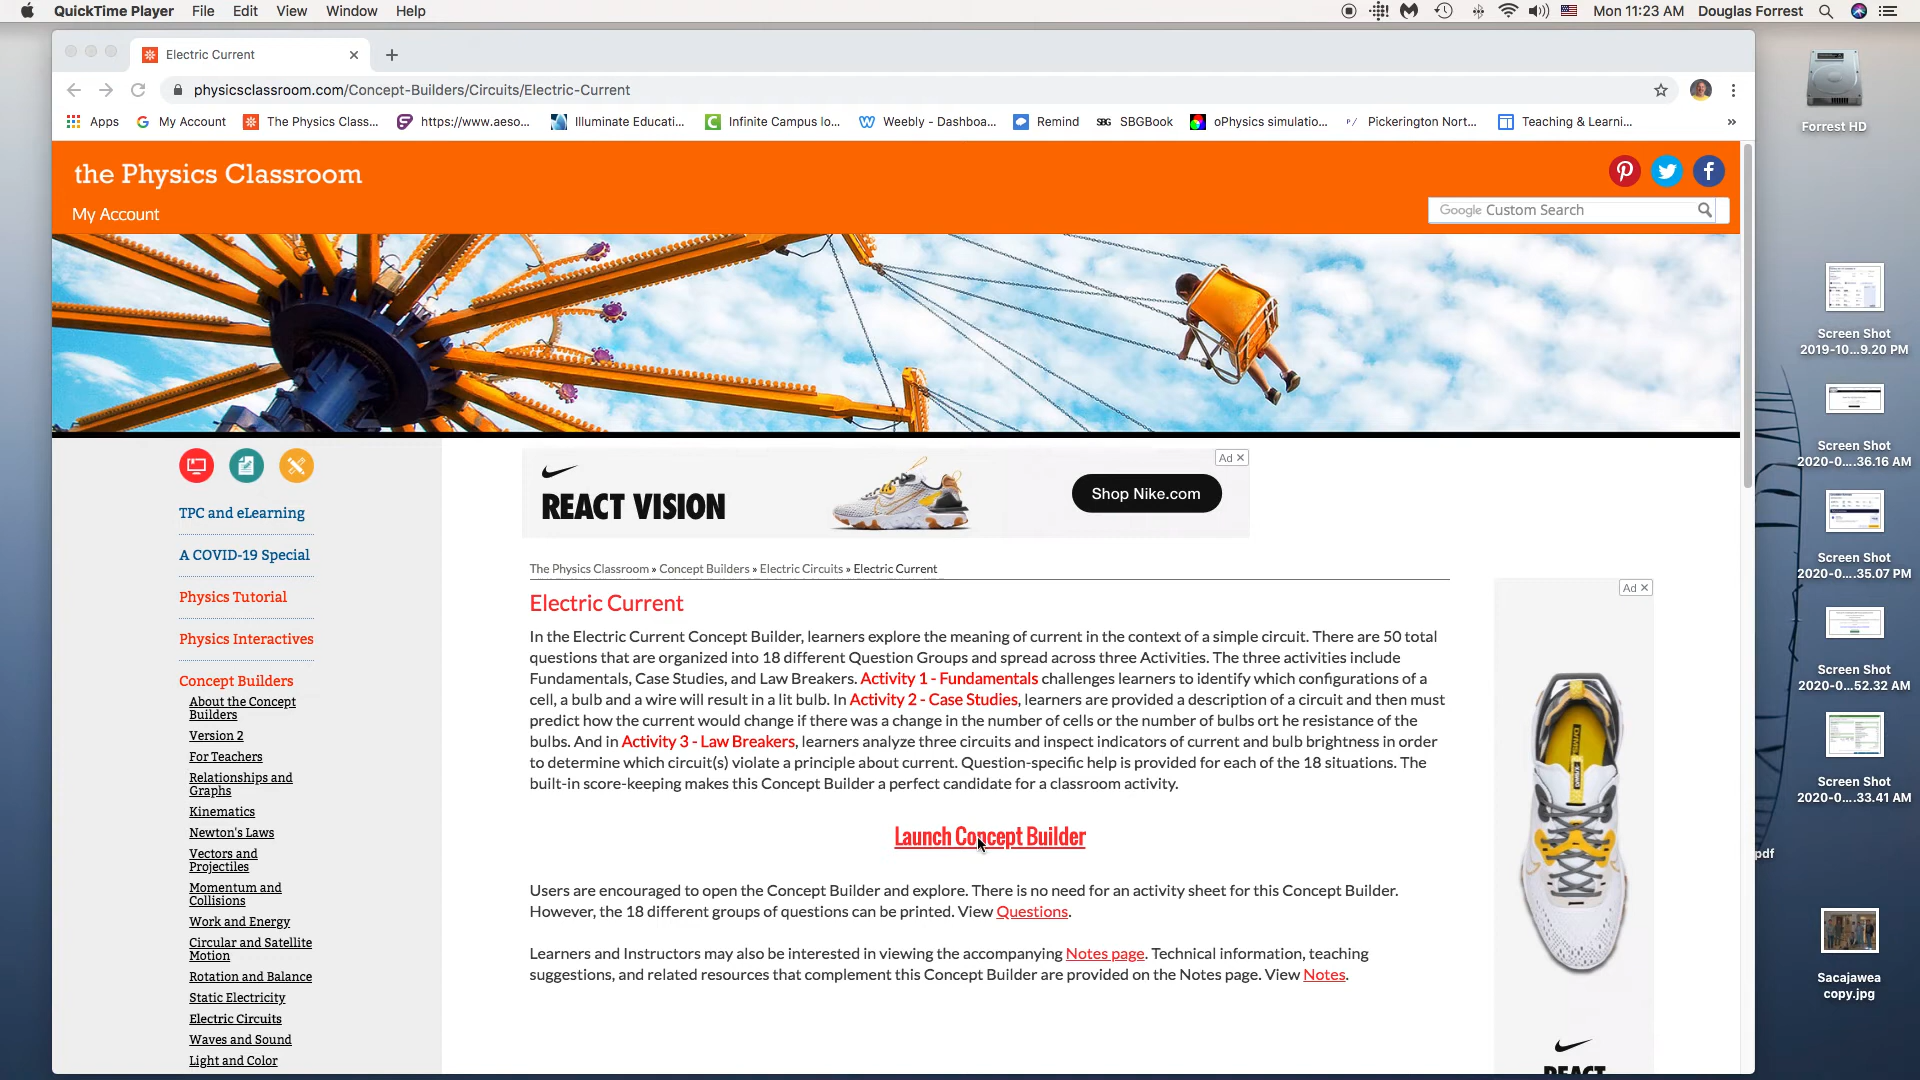 QuickTime Player File Edit View Window Help
Mon 11:23 AM Douglas Forrest
Electric Current
physicsclassroom.com/Concept-Builders/Circuits/Electric-Current
Apps My Account The Physics Class... https://www.aeso... Illuminate Educati... Infinite Campus lo... Weebly - Dashboa... Remind SBG SBGBook oPhysics simulatio... P/ Pickerington Nort... Teaching & Learni... »
the Physics Classroom
My Account
Google Custom Search
REACT VISION
Shop Nike.com
Ad
TPC and eLearning
A COVID-19 Special
Physics Tutorial
Physics Interactives
Concept Builders
About the Concept
Builders
Version 2
For Teachers
Relationships and
Graphs
Kinematics
Newton's Laws
Vectors and
Projectiles
Momentum and
Collisions
Work and Energy
Circular and Satellite
Motion
Rotation and Balance
Static Electricity
Electric Circuits
Waves and Sound
Light and Color
The Physics Classroom » Concept Builders » Electric Circuits » Electric Current
Electric Current
In the Electric Current Concept Builder, learners explore the meaning of current in the context of a simple circuit. There are 50 total
questions that are organized into 18 different Question Groups and spread across three Activities. The three activities include
Fundamentals, Case Studies, and Law Breakers. Activity 1 - Fundamentals challenges learners to identify which configurations of a
cell, a bulb and a wire will result in a lit bulb. In Activity 2 - Case Studies, learners are provided a description of a circuit and then must
predict how the current would change if there was a change in the number of cells or the number of bulbs ort he resistance of the
bulbs. And in Activity 3 - Law Breakers, learners analyze three circuits and inspect indicators of current and bulb brightness in order
to determine which circuit(s) violate a principle about current. Question-specific help is provided for each of the 18 situations. The
built-in score-keeping makes this Concept Builder a perfect candidate for a classroom activity.
Launch Concept Builder
Users are encouraged to open the Concept Builder and explore. There is no need for an activity sheet for this Concept Builder.
However, the 18 different groups of questions can be printed. View Questions.
Learners and Instructors may also be interested in viewing the accompanying Notes page. Technical information, teaching
suggestions, and related resources that complement this Concept Builder are provided on the Notes page. View Notes.
Ad
REACT
Forrest HD
Screen Shot
2019-10...9.20 PM
Screen Shot
2020-0....36.16 AM
Screen Shot
2020-0....35.07 PM
Screen Shot
2020-0....52.32 AM
Screen Shot
2020-0....33.41 AM
pdf
Sacajawea
copy.jpg